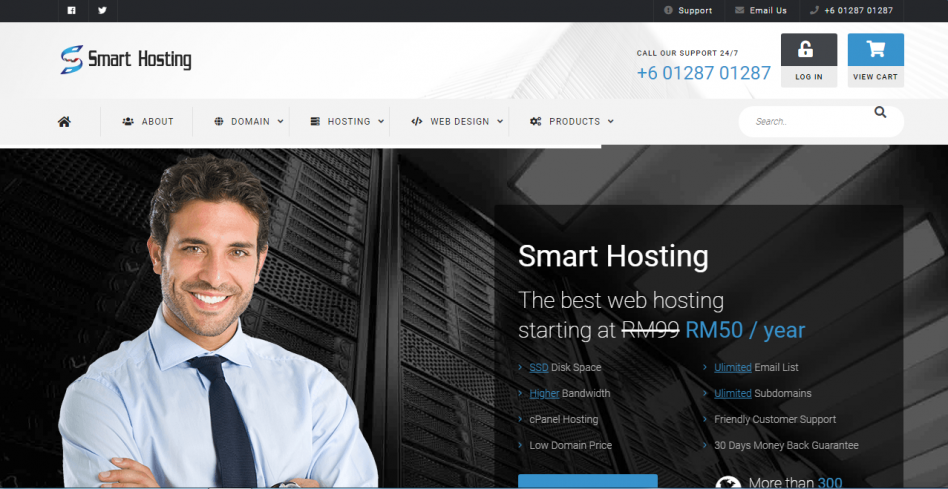 Support
Email Us
+6 01287 01287
Smart Hosting
CALL OUR SUPPORT 24/7
+6 01287 01287
LOG IN
VIEW CART
ABOUT
DOMAIN
HOSTING
WEB DESIGN
PRODUCTS
Search..
Smart Hosting
The best web hosting
starting at RM99 RM50 / year
SSD Disk Space
Ulimited Email List
Higher Bandwidth
Ulimited Subdomains
cPanel Hosting
Friendly Customer Support
Low Domain Price
30 Days Money Back Guarantee
More than 300